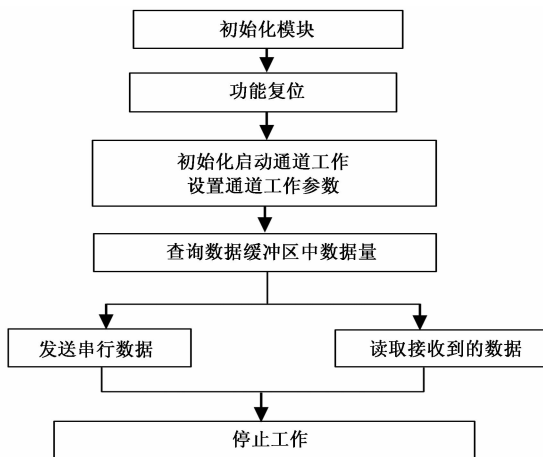 初始化模块
功能复位
初始化启动通道工作
设置通道工作参数
查询数据缓冲区中数据量
发送串行数据
读取接收到的数据
停止工作